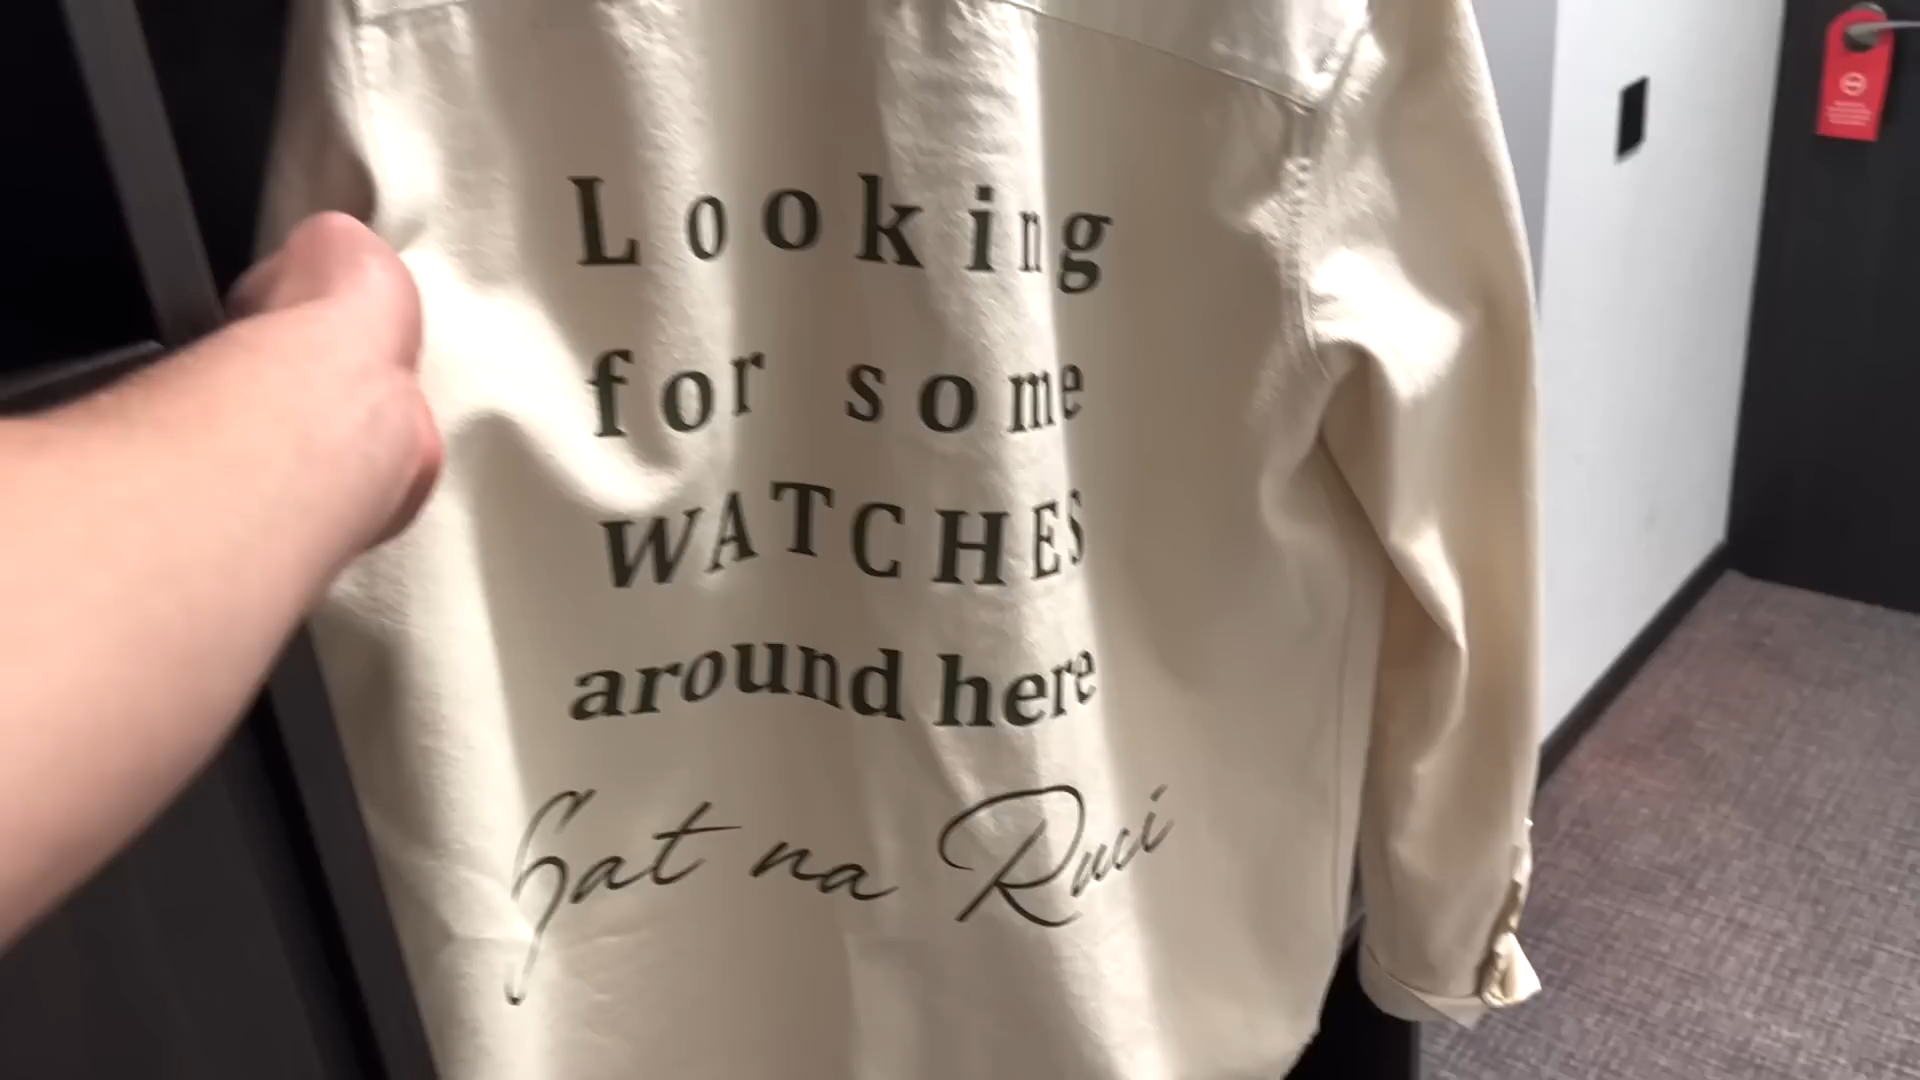 Looking
for some
WATCHES
around here
Sat na Ruci